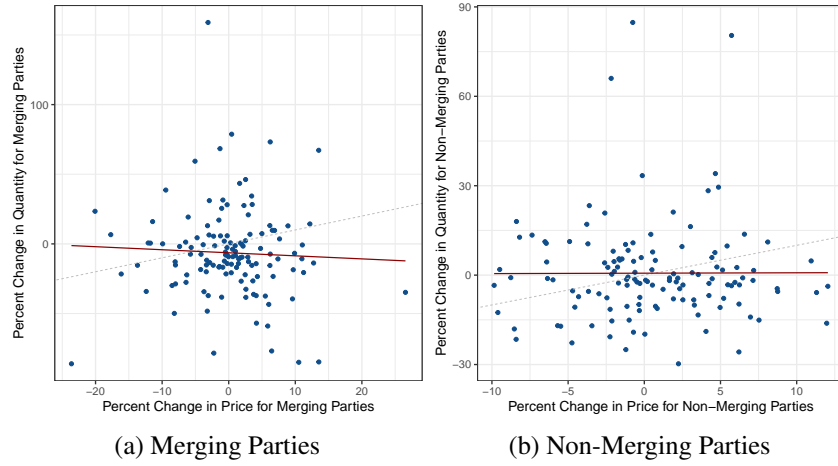 Percent Change in Quantity for Merging Parties
100
0
−20
−10
0
10
20
Percent Change in Price for Merging Parties
(a) Merging Parties
Percent Change in Quantity for Non−Merging Parties
90
60
30
0
−30
−10
−5
0
5
10
Percent Change in Price for Non−Merging Parties
(b) Non-Merging Parties